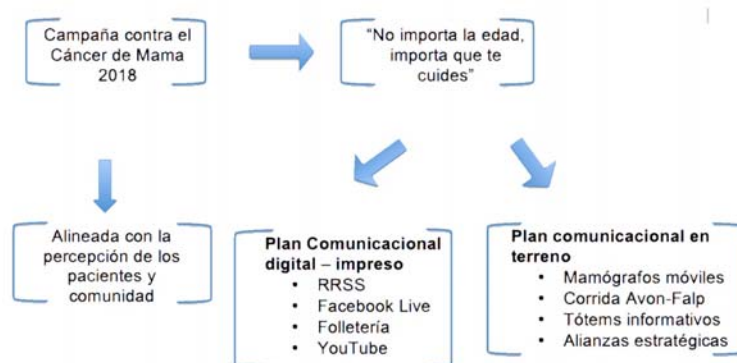 Campaña contra el
Cáncer de Mama
2018
“No importa la edad,
importa que te
cuides”
Alineada con la
percepción de los
pacientes y
comunidad
Plan Comunicacional
digital – impreso
• RRSS
• Facebook Live
• Folletería
• YouTube
Plan comunicacional en
terreno
• Mamógrafos móviles
• Corrida Avon-Falp
• Tótems informativos
• Alianzas estratégicas